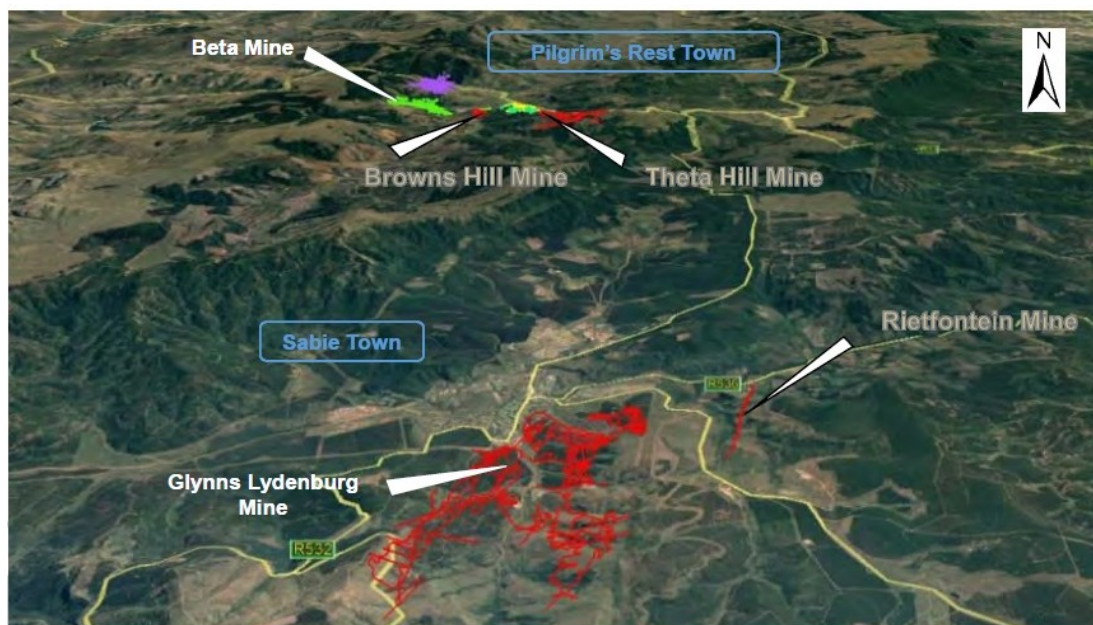 Beta Mine
Pilgrim's Rest Town
N
Browns Hill Mine
Theta Hill Mine
Rietfontein Mine
Sabie Town
R536
Glynns Lydenburg
Mine
R532